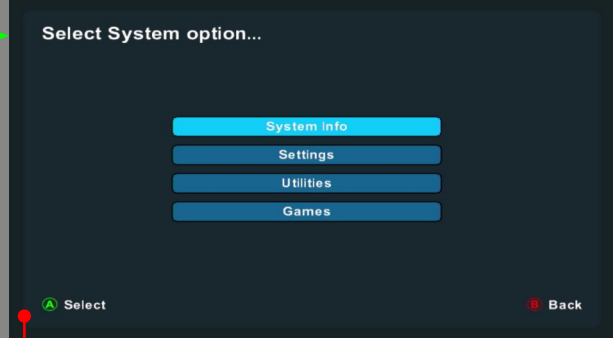 Select System option...
System Info
Settings
Utilities
Games
A Select
B Back